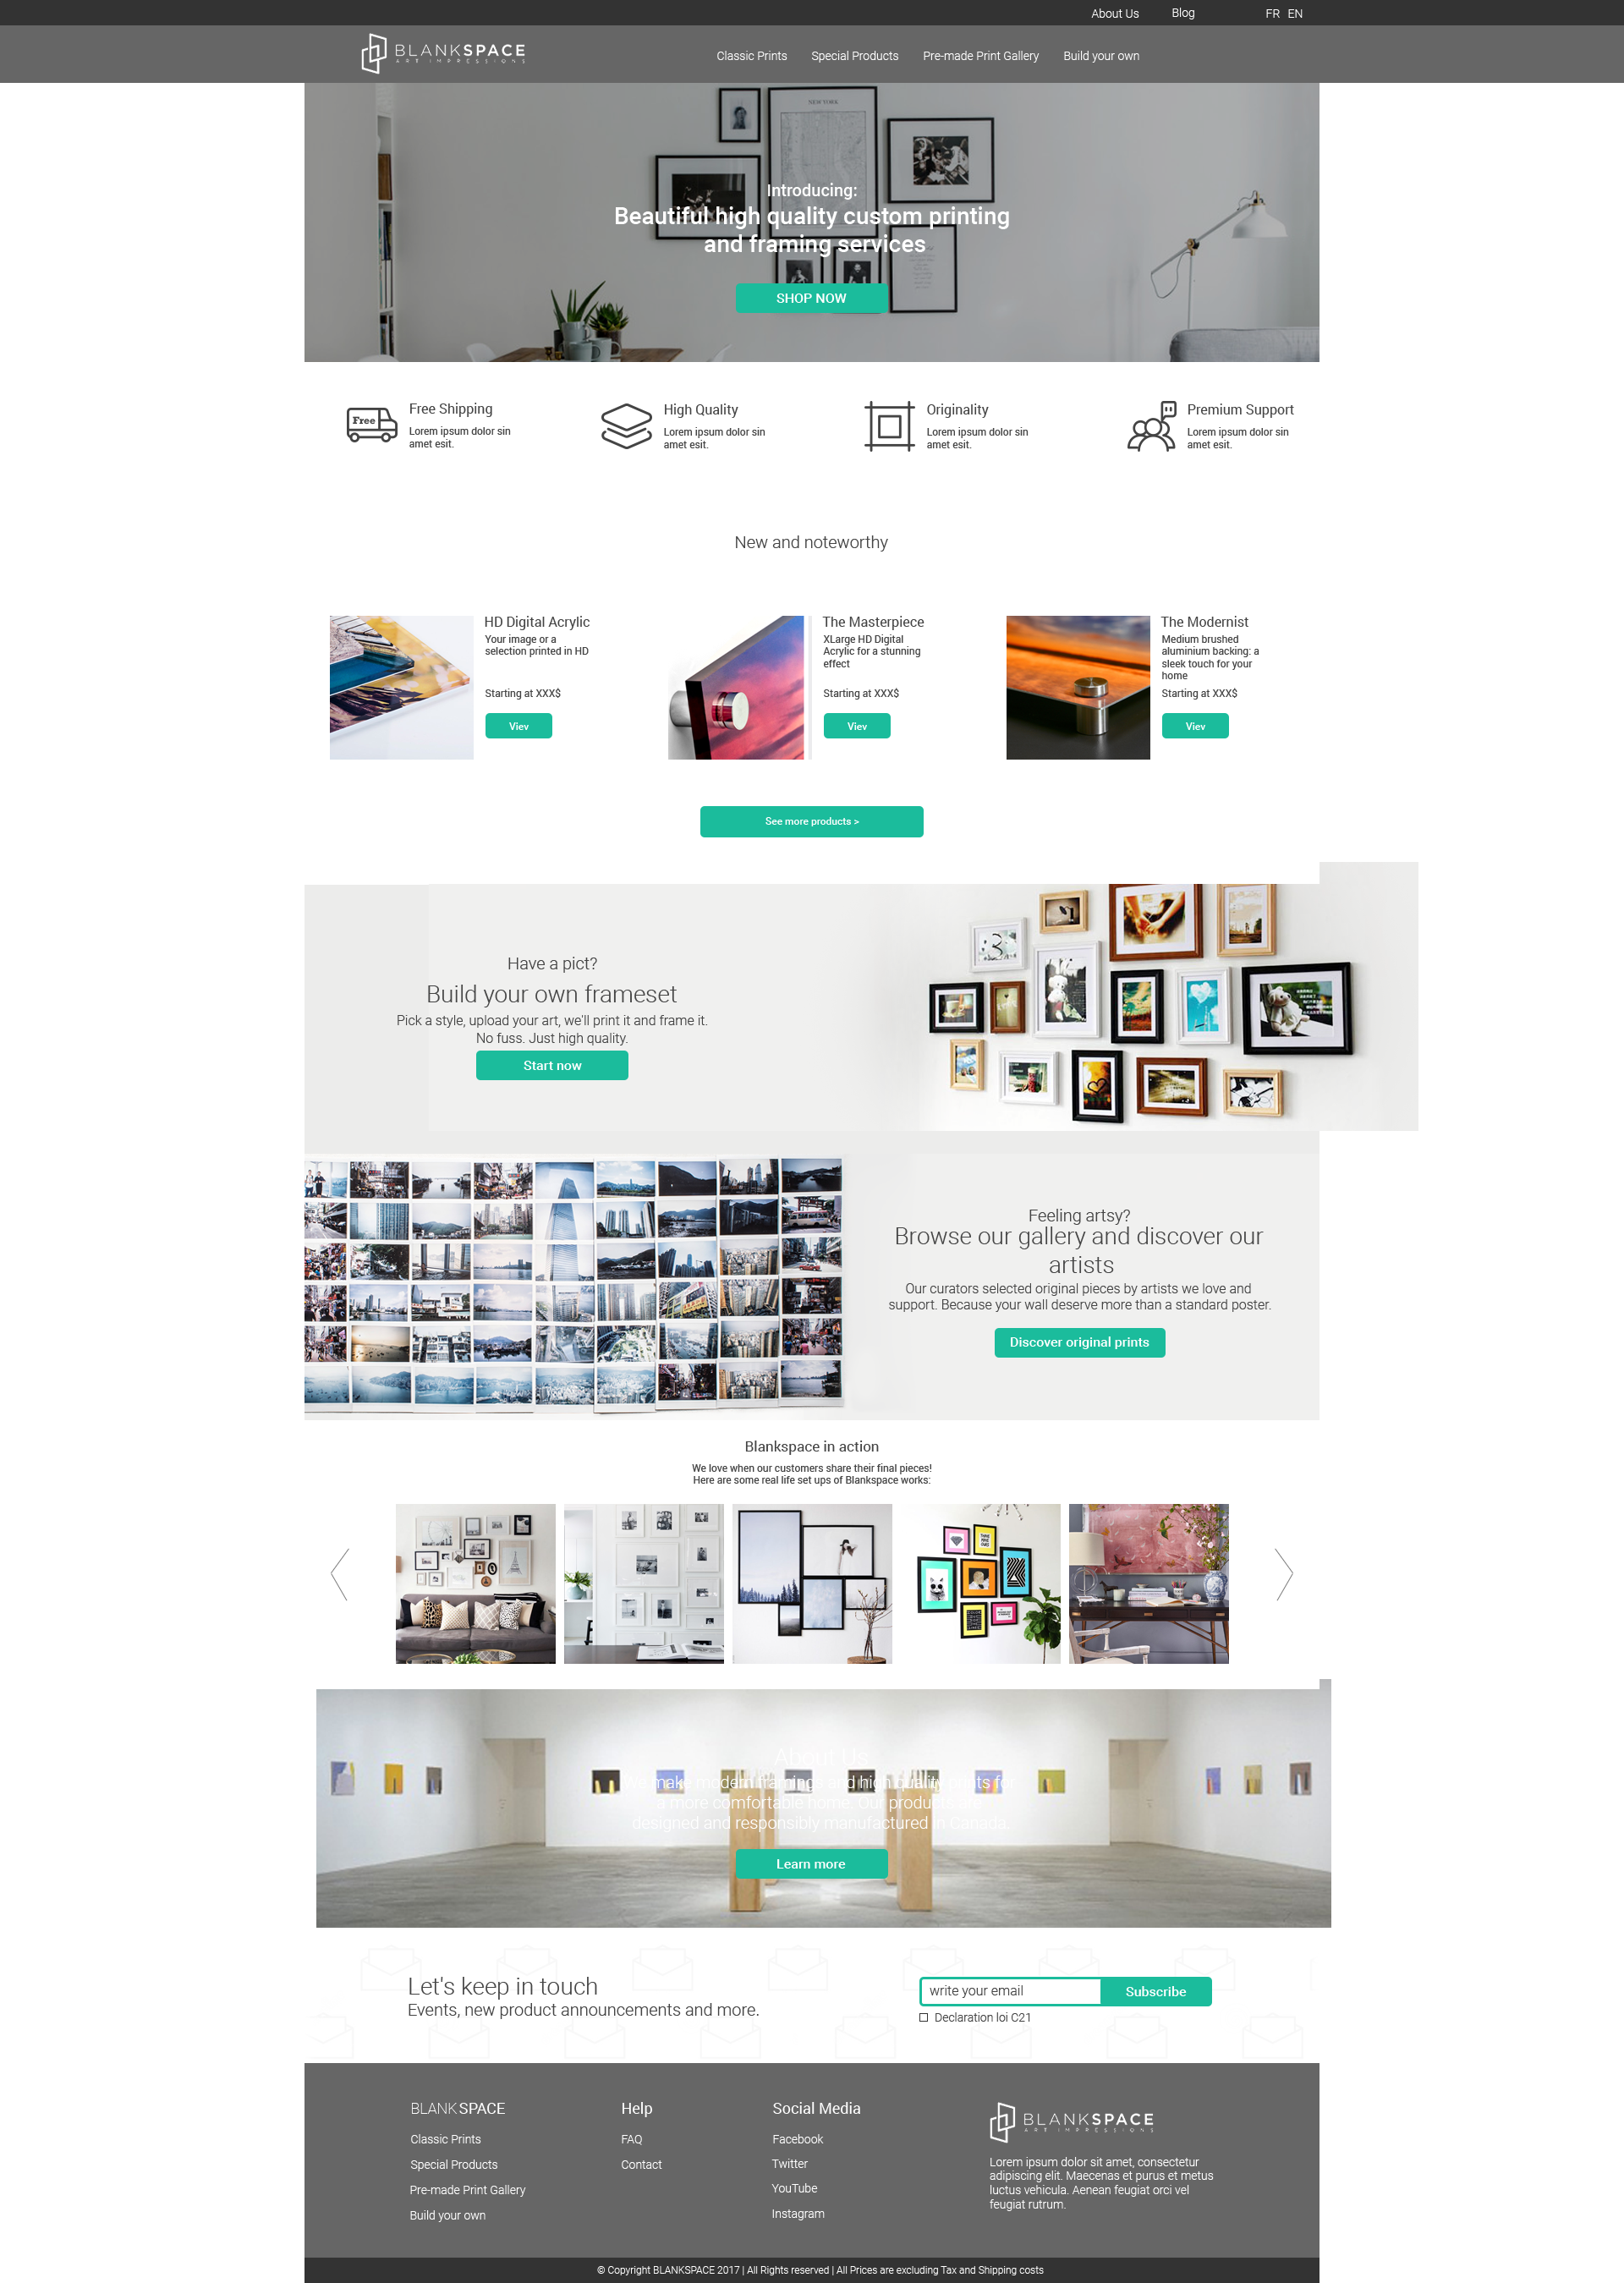 About Us Blog FR EN
BLANKSPACE
ART IMPRESSIONS
Classic Prints Special Products Pre-made Print Gallery Build your own
NEW YORK
Introducing:
Beautiful high quality custom printing
and framing services
SHOP NOW
Free
Free Shipping
Lorem ipsum dolor sin
amet esit.
High Quality
Lorem ipsum dolor sin
amet esit.
Originality
Lorem ipsum dolor sin
amet esit.
Premium Support
Lorem ipsum dolor sin
amet esit.
New and noteworthy
HD Digital Acrylic
Your image or a
selection printed in HD
Starting at XXX$
Viev
The Masterpiece
XLarge HD Digital
Acrylic for a stunning
effect
Starting at XXX$
Viev
The Modernist
Medium brushed
aluminium backing: a
sleek touch for your
home
Starting at XXX$
Viev
See more products >
Have a pict?
Build your own frameset
Pick a style, upload your art, we'll print it and frame it.
No fuss. Just high quality.
Start now
Feeling artsy?
Browse our gallery and discover our
artists
Our curators selected original pieces by artists we love and
support. Because your wall deserve more than a standard poster.
Discover original prints
Blankspace in action
We love when our customers share their final pieces!
Here are some real life set ups of Blankspace works:
About Us
We make modern framings and high quality prints for
a more comfortable home. Our products are
designed and responsibly manufactured in Canada.
Learn more
Let's keep in touch
Events, new product announcements and more.
write your email
Subscribe
Declaration loi C21
BLANKSPACE
Classic Prints
Special Products
Pre-made Print Gallery
Build your own
Help
FAQ
Contact
Social Media
Facebook
Twitter
YouTube
Instagram
BLANKSPACE
ART IMPRESSIONS
Lorem ipsum dolor sit amet, consectetur
adipiscing elit. Maecenas et purus et metus
luctus vehicula. Aenean feugiat orci vel
feugiat rutrum.
© Copyright BLANKSPACE 2017 | All Rights reserved | All Prices are excluding Tax and Shipping costs